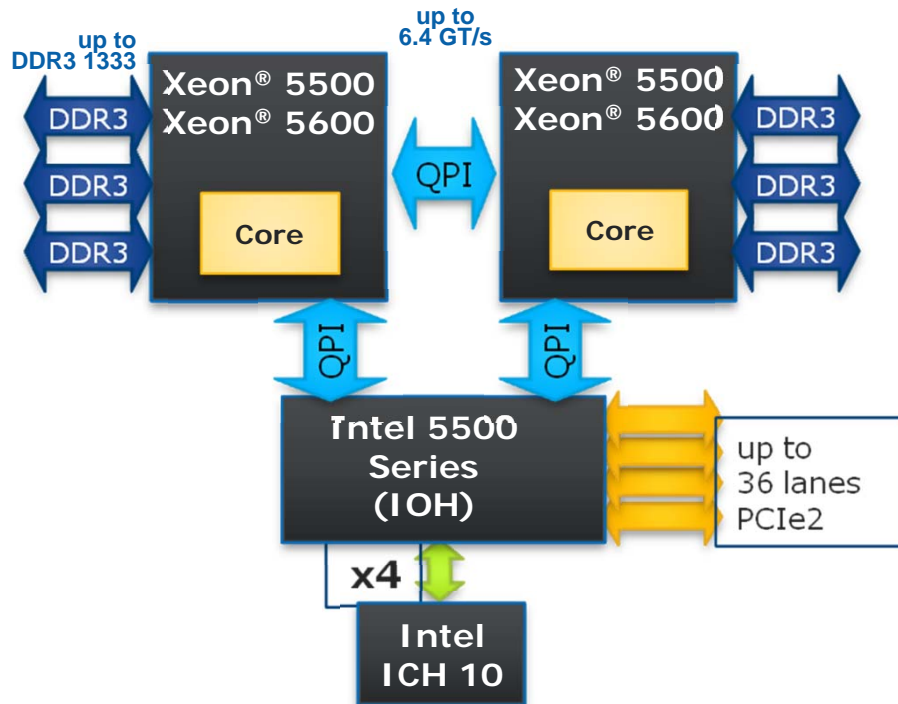 up to
DDR3 1333
up to
6.4 GT/s
Xeon® 5500
Xeon® 5600
Xeon® 5500
Xeon® 5600
DDR3
DDR3
DDR3
QPI
DDR3
DDR3
DDR3
Core
Core
QPI
QPI
Intel 5500
Series
(IOH)
up to
36 lanes
PCIe2
x4
Intel
ICH 10